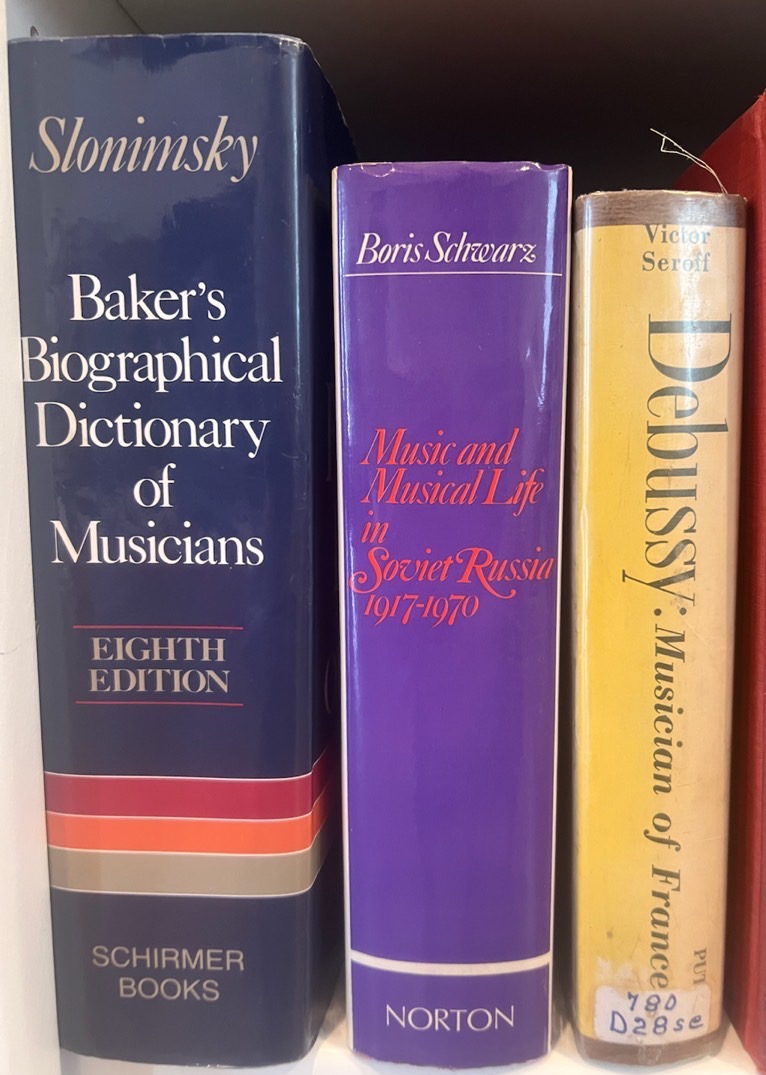 Slonimsky
Baker's
Biographical
Dictionary
of
Musicians
EIGHTH
EDITION
SCHIRMER
BOOKS
Boris Schwarz
Music and
Musical Life
in
Soviet Russia
1917-1970
NORTON
Victor
Seroff
Debussy: Musician of France
PUT
780
D28se